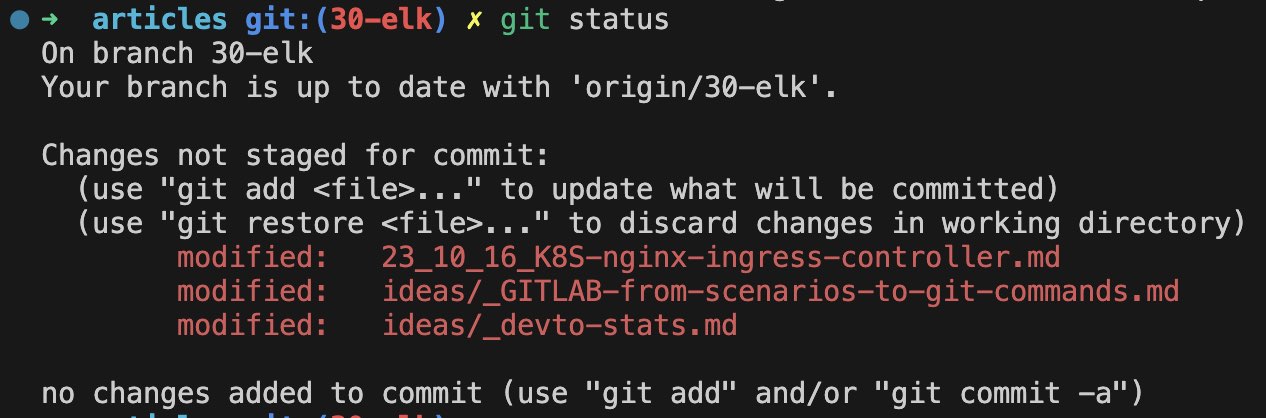 ➜  articles git:(30-elk) ✗ git status
On branch 30-elk
Your branch is up to date with 'origin/30-elk'.

Changes not staged for commit:
  (use "git add <file>..." to update what will be committed)
  (use "git restore <file>..." to discard changes in working directory)
        modified:   23_10_16_K8S-nginx-ingress-controller.md
        modified:   ideas/_GITLAB-from-scenarios-to-git-commands.md
        modified:   ideas/_devto-stats.md

no changes added to commit (use "git add" and/or "git commit -a")